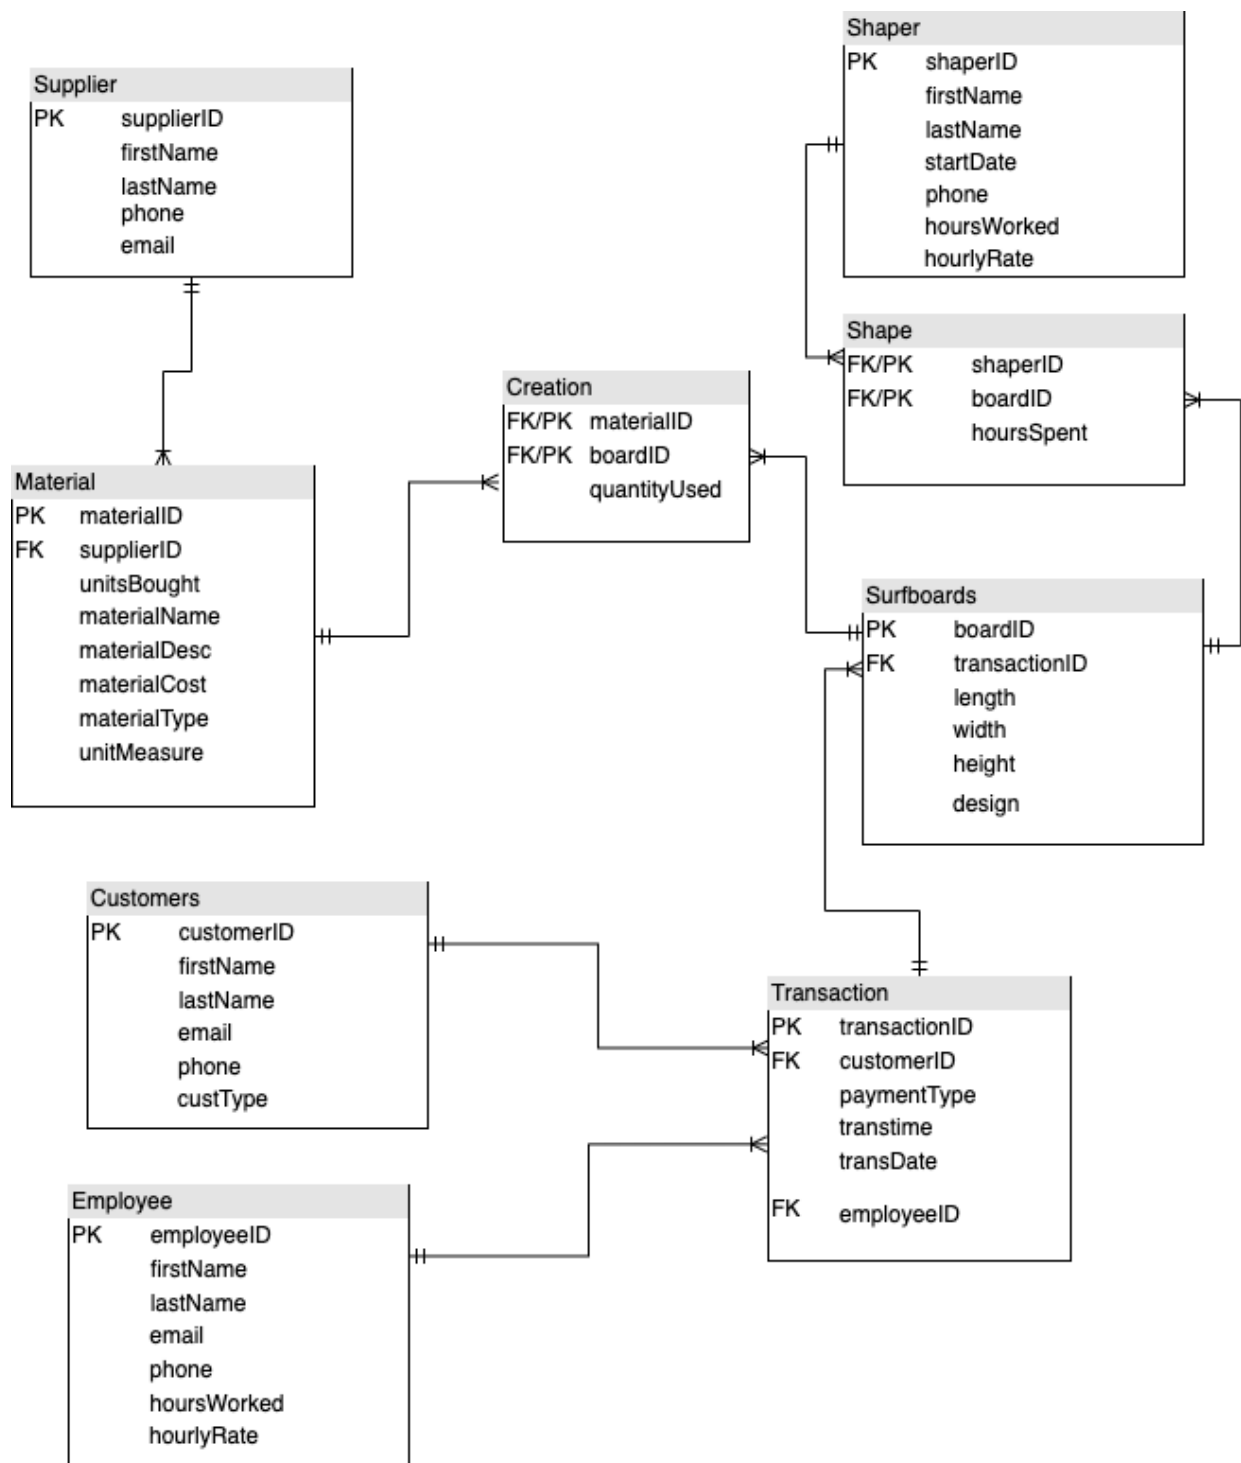 Shaper
PK shaperID
firstName
lastName
startDate
phone
hoursWorked
hourlyRate
Supplier
PK supplierID
firstName
lastName
phone
email
Shape
FK/PK shaperID
FK/PK boardID
hoursSpent
Creation
FK/PK materialID
FK/PK boardID
quantityUsed
Material
PK materialID
FK supplierID
unitsBought
materialName
materialDesc
materialCost
materialType
unitMeasure
Surfboards
PK boardID
FK transactionID
length
width
height
design
Customers
PK customerID
firstName
lastName
email
phone
custType
Transaction
PK transactionID
FK customerID
paymentType
transtime
transDate
FK employeeID
Employee
PK employeeID
firstName
lastName
email
phone
hoursWorked
hourlyRate